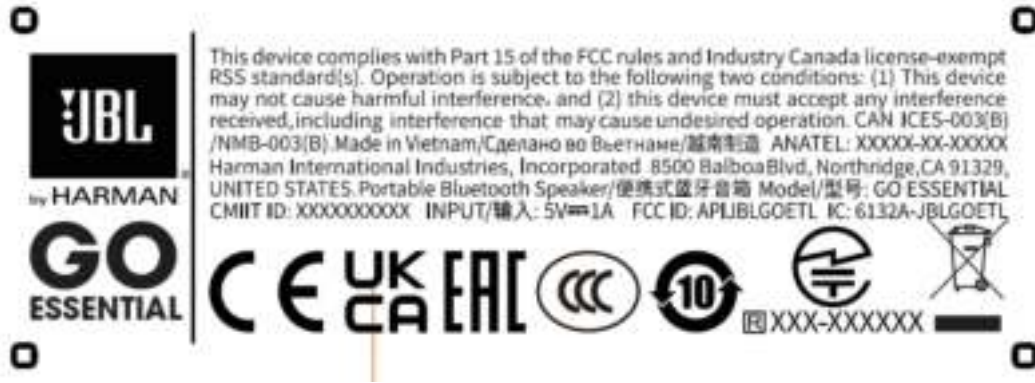 JBL
by HARMAN
GO
ESSENTIAL
This device complies with Part 15 of the FCC rules and Industry Canada license-exempt
RSS standard(s). Operation is subject to the following two conditions: (1) This device
may not cause harmful interference, and (2) this device must accept any interference
received, including interference that may cause undesired operation. CAN ICES-003(B)
/NMB-003(B). Made in Vietnam/Сделано во Вьетнаме/越南制造 ANATEL: XXXXX-XX-XXXXX
Harman International Industries, Incorporated 8500 Balboa Blvd, Northridge, CA 91329,
UNITED STATES. Portable Bluetooth Speaker/便携式蓝牙音箱 Model/型号: GO ESSENTIAL
CMIIT ID: XXXXXXXXXX INPUT/输入: 5V⎓1A FCC ID: APIJBLGOETL IC: 6132A-JBLGOETL
CE UK CA EAC CCC 10
R XXX-XXXXXX